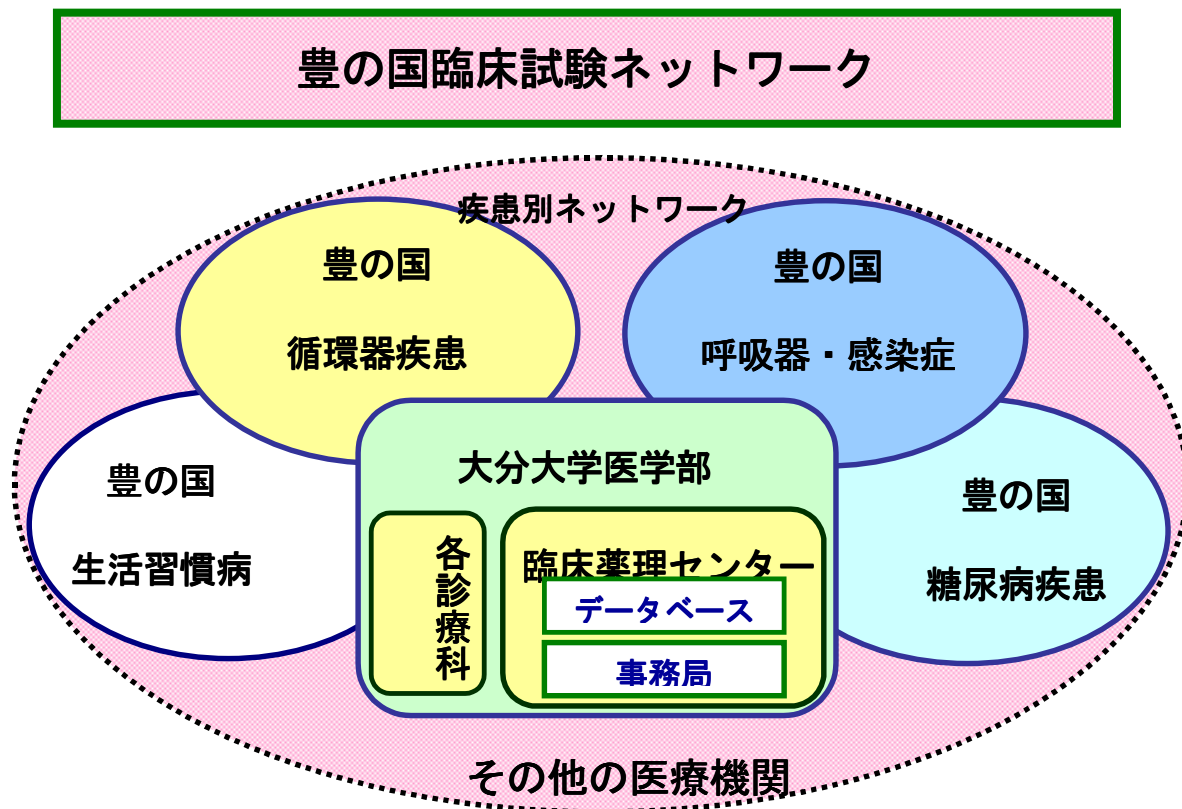 豊の国臨床試験ネットワーク
疾患別ネットワーク
豊の国
循環器疾患
豊の国
呼吸器・感染症
豊の国
生活習慣病
大分大学医学部
各診療科
臨床薬理センター
データベース
事務局
豊の国
糖尿病疾患
その他の医療機関